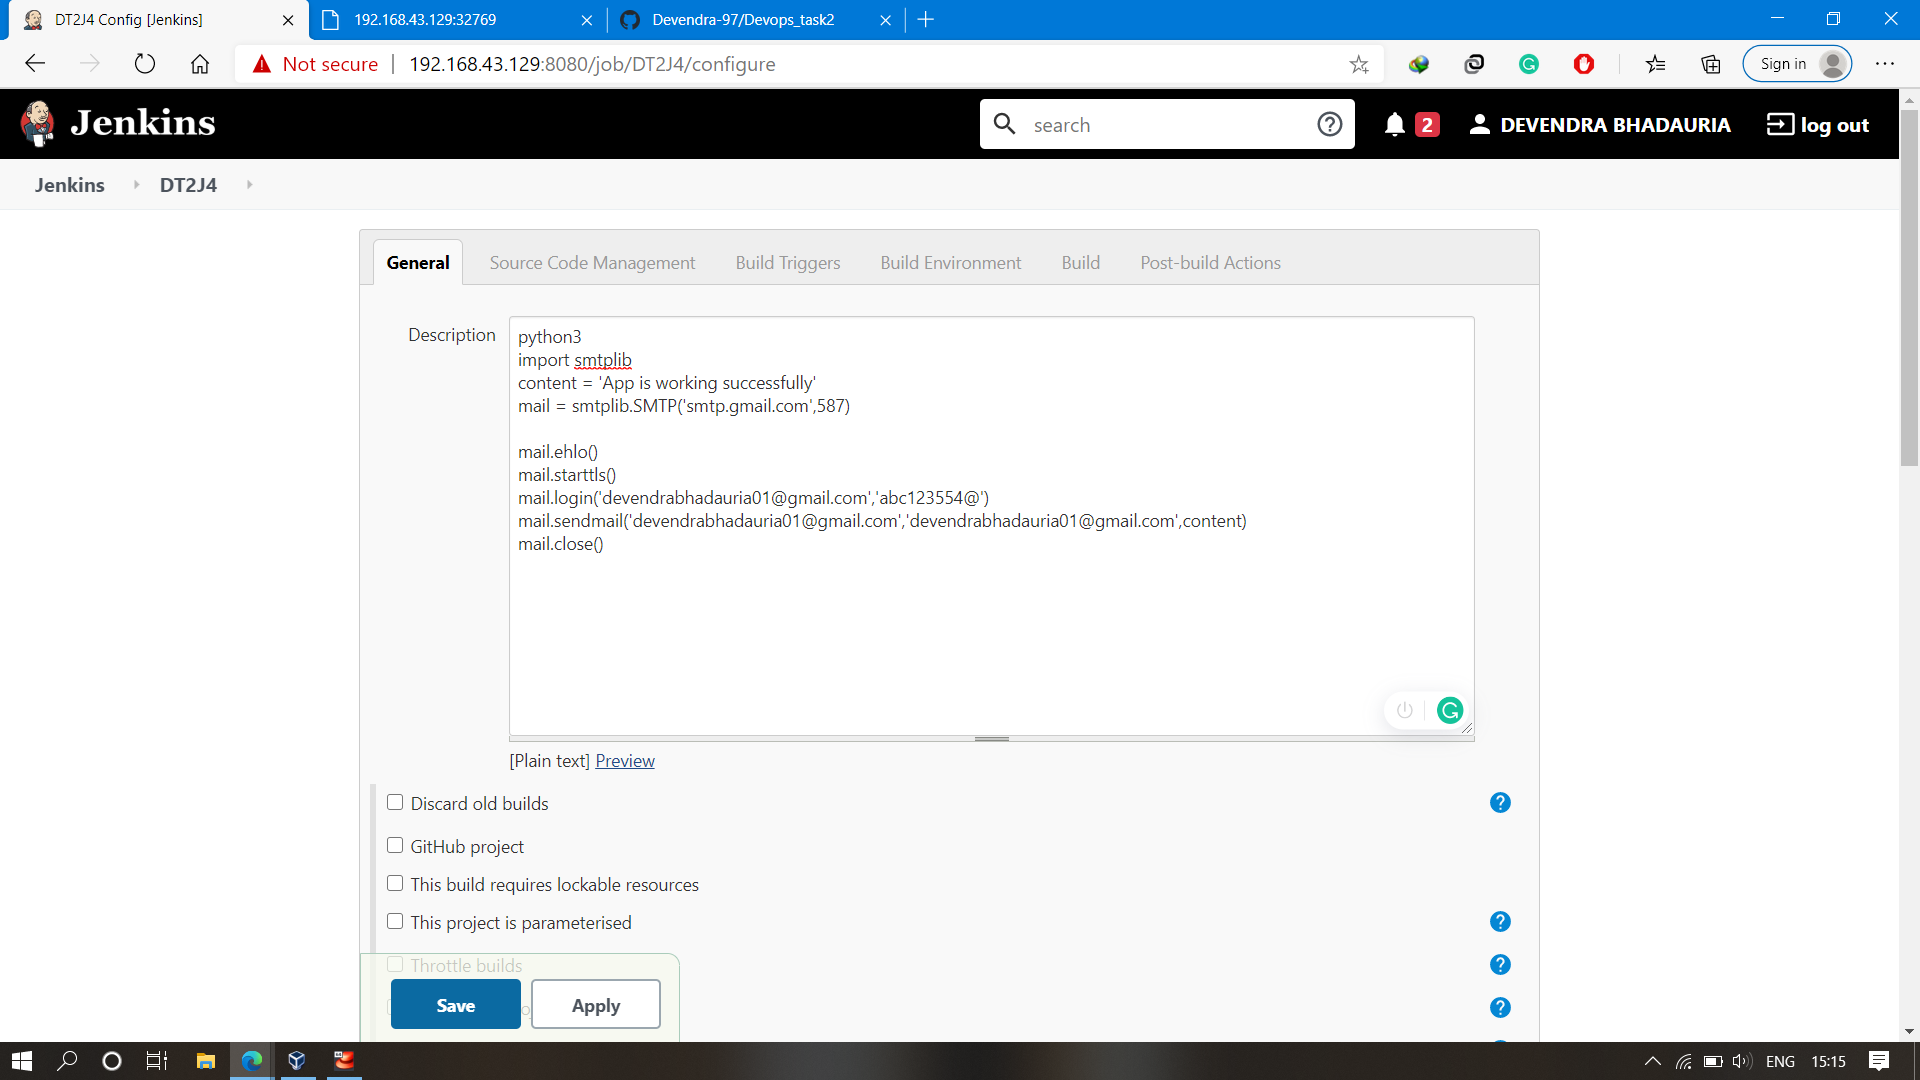 DT2J4 Config [Jenkins]
192.168.43.129:32769
Devendra-97/Devops_task2
Not secure
192.168.43.129:8080/job/DT2J4/configure
Sign in
Jenkins
search
2
DEVENDRA BHADAURIA
log out
Jenkins
DT2J4
General
Source Code Management
Build Triggers
Build Environment
Build
Post-build Actions
Description
python3
import smtplib
content = 'App is working successfully'
mail = smtplib.SMTP('smtp.gmail.com',587)
mail.ehlo()
mail.starttls()
mail.login('devendrabhadauria01@gmail.com','abc123554@')
mail.sendmail('devendrabhadauria01@gmail.com','devendrabhadauria01@gmail.com',content)
mail.close()
[Plain text] Preview
Discard old builds
GitHub project
This build requires lockable resources
This project is parameterised
Throttle builds
Save
Apply
ENG
15:15